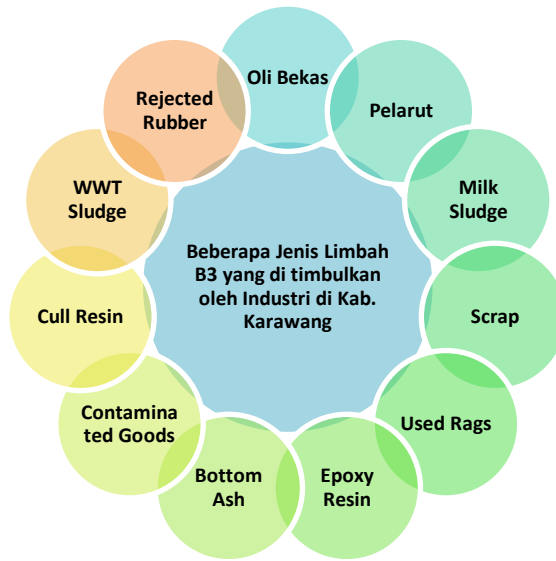 Oli Bekas
Pelarut
Milk
Sludge
Scrap
Used Rags
Epoxy
Resin
Bottom
Ash
Contamina
ted Goods
Cull Resin
WWT
Sludge
Rejected
Rubber
Beberapa Jenis Limbah
B3 yang di timbulkan
oleh Industri di Kab.
Karawang